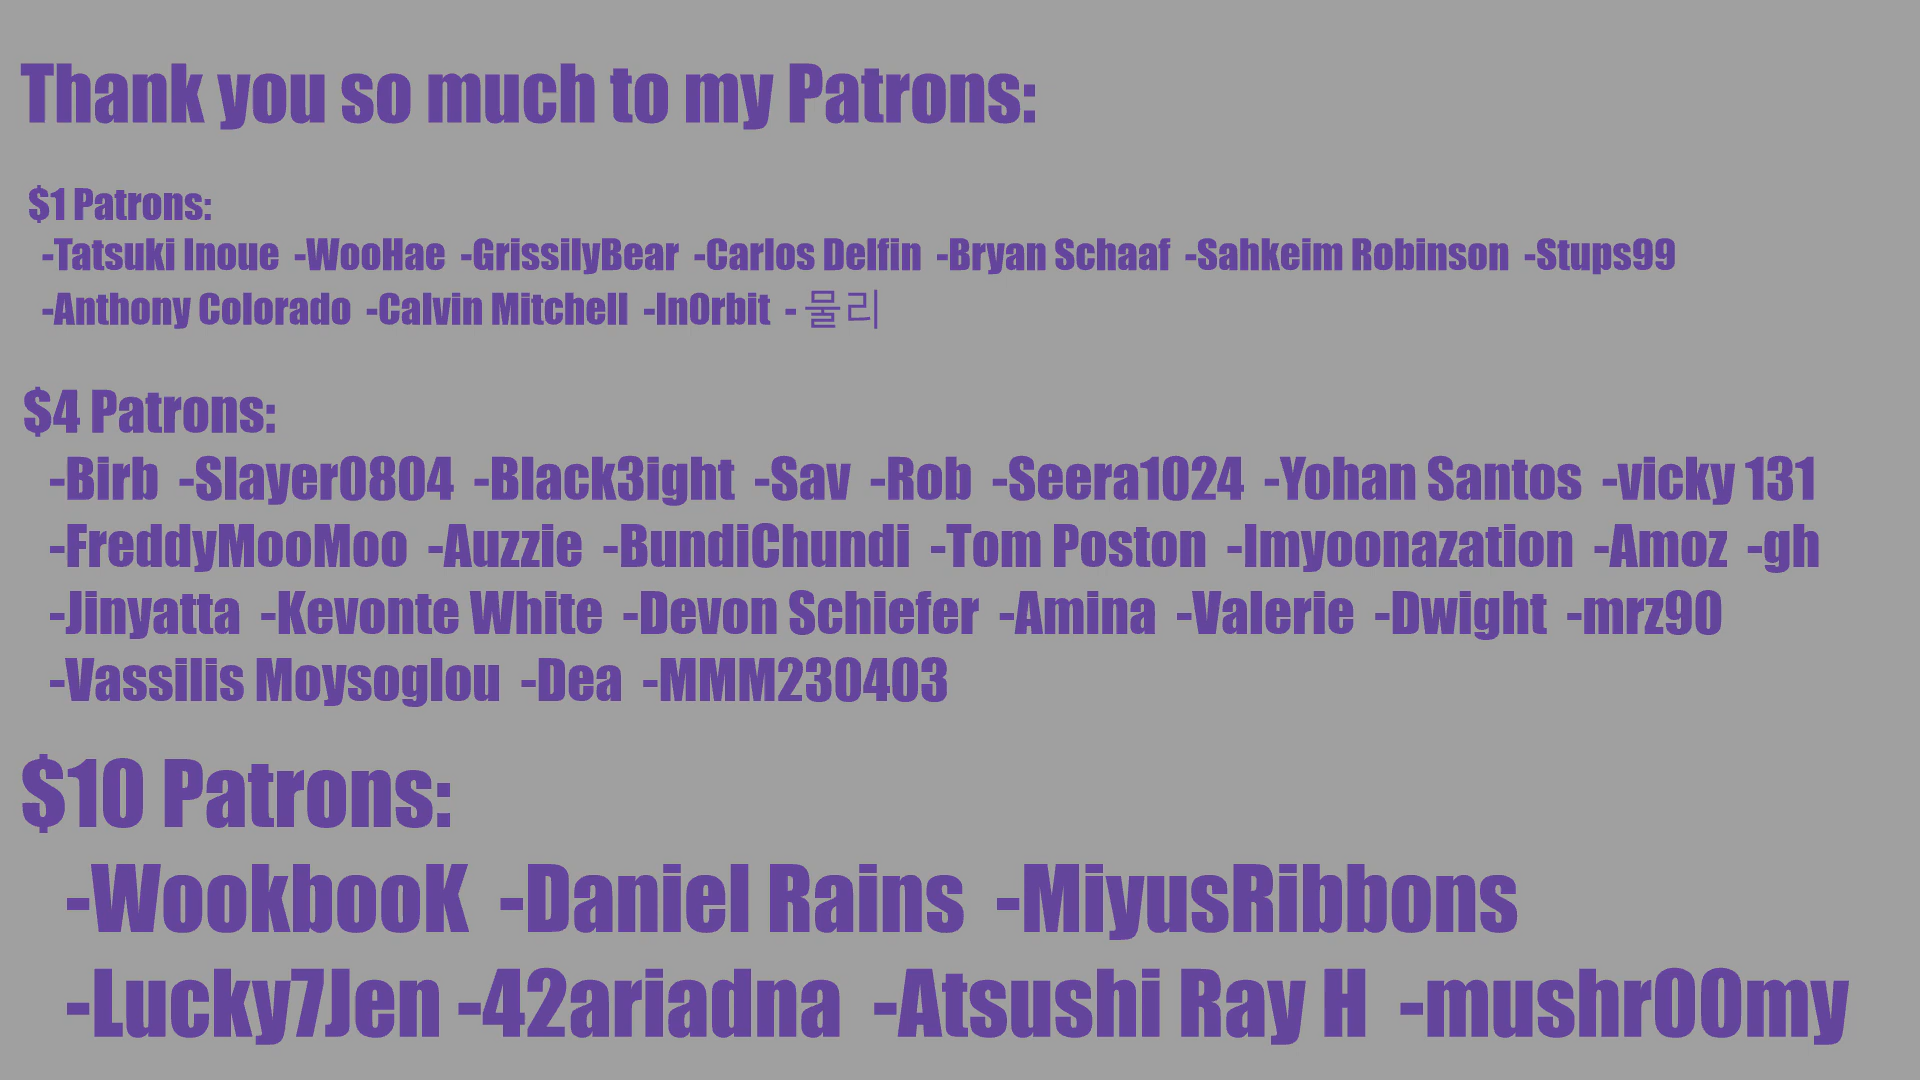 Thank you so much to my Patrons:
$1 Patrons:
-Tatsuki Inoue -WooHae -GrissilyBear -Carlos Delfin -Bryan Schaaf -Sahkeim Robinson -Stups99
-Anthony Colorado -Calvin Mitchell -In0rbit - 물리
$4 Patrons:
-Birb -Slayer0804 -Black3ight -Sav -Rob -Seera1024 -Yohan Santos -vicky 131
-FreddyMooMoo -Auzzie -BundiChundi -Tom Poston -Imyoonazation -Amoz -gh
-Jinyatta -Kevonte White -Devon Schiefer -Amina -Valerie -Dwight -mrz90
-Vassilis Moysoglou -Dea -MMM230403
$10 Patrons:
-WookbooK -Daniel Rains -MiyusRibbons
-Lucky7Jen -42ariadna -Atsushi Ray H -mushr00my